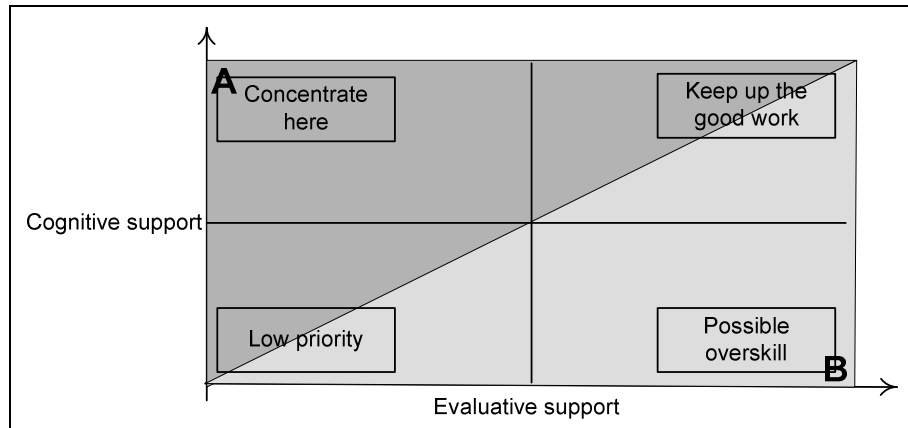 A
Concentrate
here
Keep up the
good work
Cognitive support
Low priority
Possible
overskill
B
Evaluative support